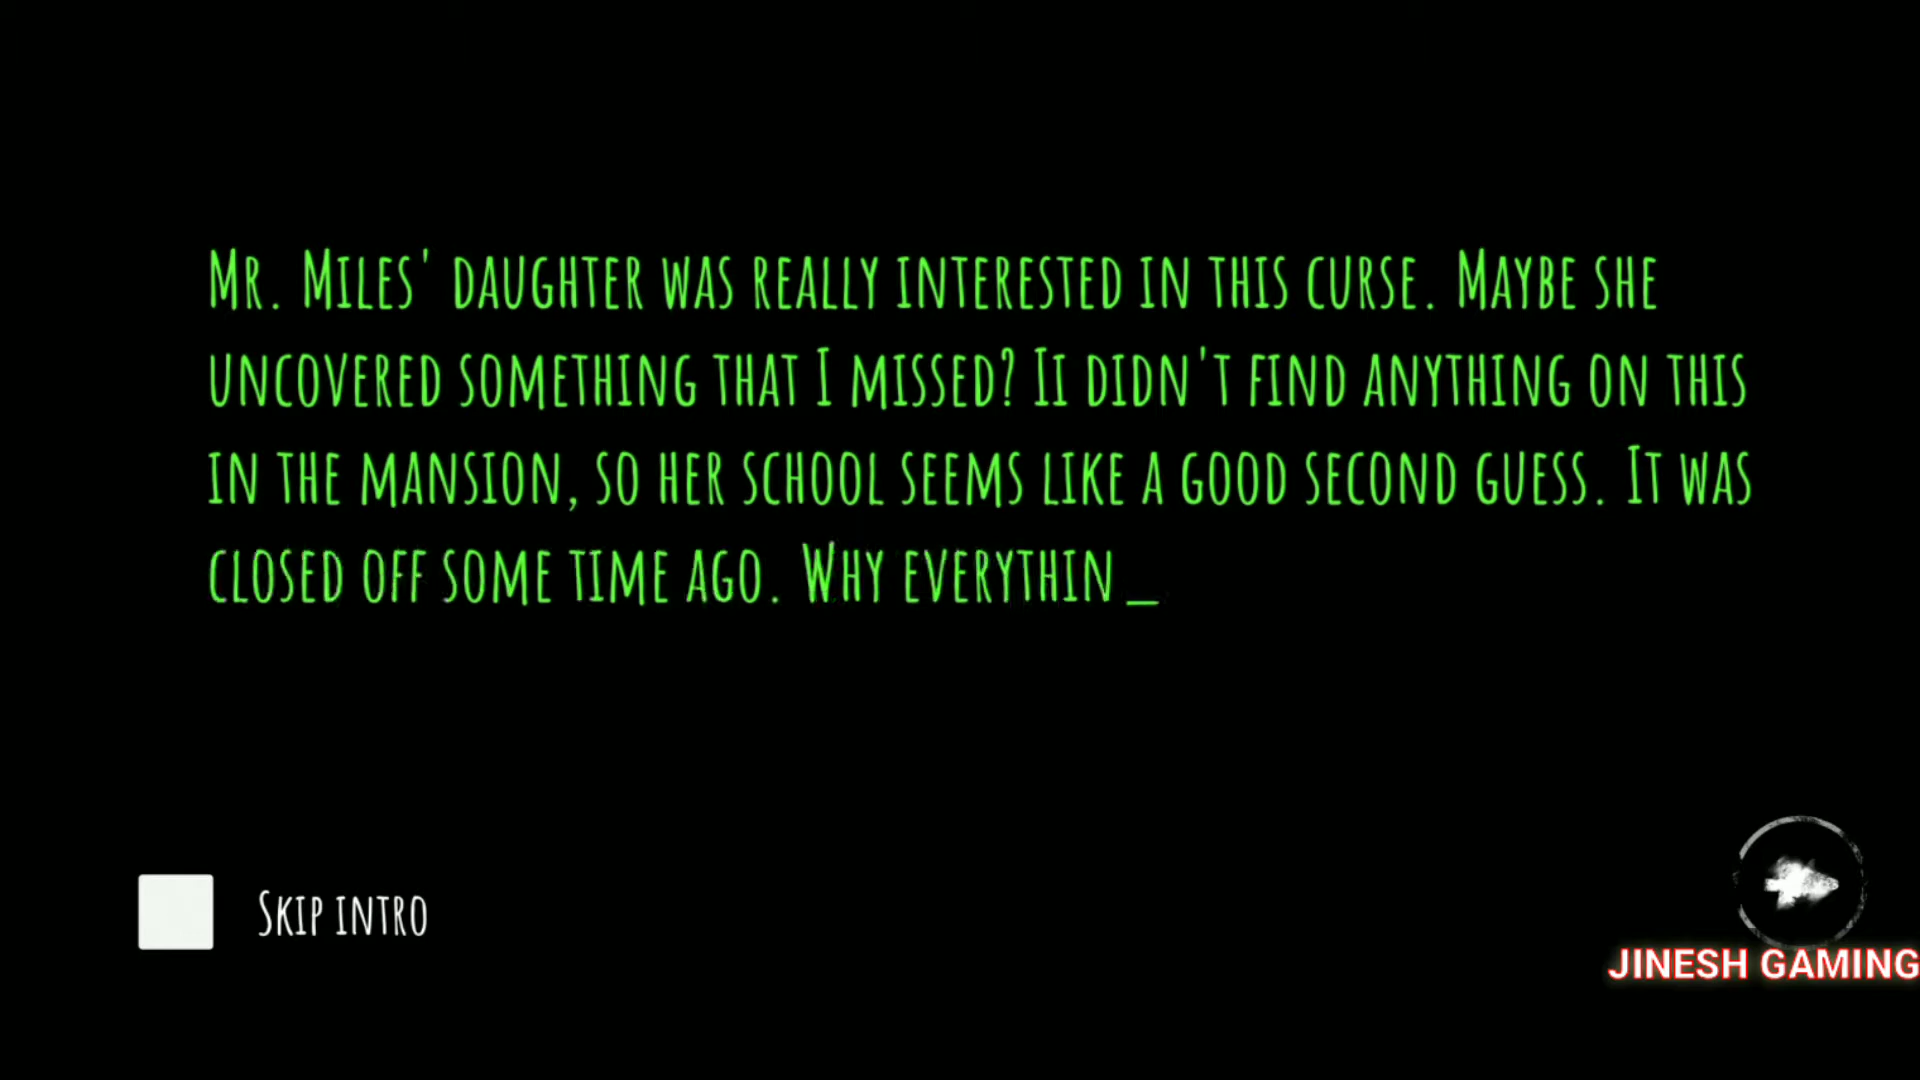 Mr. Miles' daughter was really interested in this curse. Maybe she
uncovered something that I missed? Ii didn't find anything on this
in the mansion, so her school seems like a good second guess. It was
closed off some time ago. Why everythin_
Skip intro
JINESH GAMING